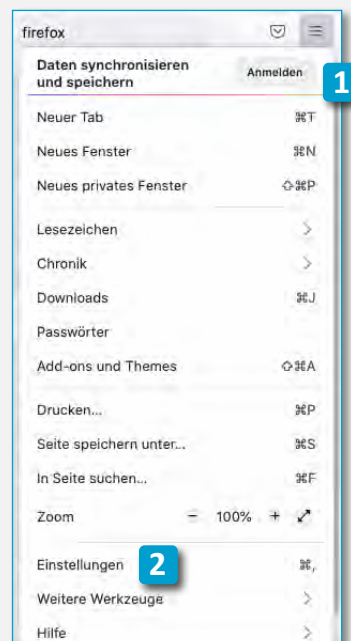 firefox
Daten synchronisieren
und speichern
Anmelden
1
Neuer Tab ⌘T
Neues Fenster ⌘N
Neues privates Fenster ⇧⌘P
Lesezeichen
Chronik
Downloads ⌘J
Passwörter
Add-ons und Themes ⇧⌘A
Drucken... ⌘P
Seite speichern unter... ⌘S
In Seite suchen... ⌘F
Zoom − 100% +
Einstellungen 2 ⌘,
Weitere Werkzeuge
Hilfe